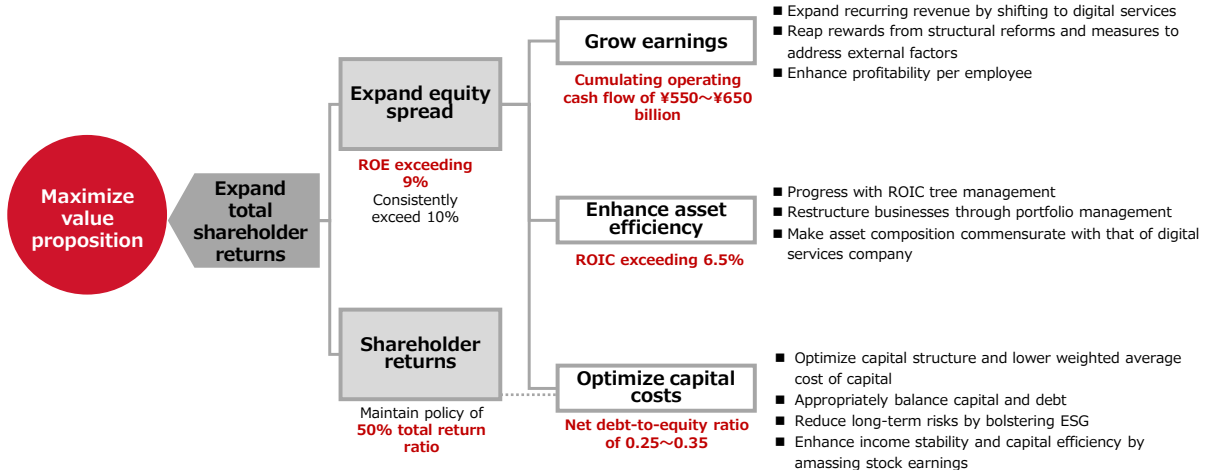 Maximize
value
proposition
Expand
total
shareholder
returns
Expand equity
spread
ROE exceeding
9%
Consistently
exceed 10%
Shareholder
returns
Maintain policy of
50% total return
ratio
Grow earnings
Cumulating operating
cash flow of ¥550～¥650
billion
■ Expand recurring revenue by shifting to digital services
■ Reap rewards from structural reforms and measures to
address external factors
■ Enhance profitability per employee
Enhance asset
efficiency
ROIC exceeding 6.5%
■ Progress with ROIC tree management
■ Restructure businesses through portfolio management
■ Make asset composition commensurate with that of digital
services company
Optimize capital
costs
Net debt-to-equity ratio
of 0.25～0.35
■ Optimize capital structure and lower weighted average
cost of capital
■ Appropriately balance capital and debt
■ Reduce long-term risks by bolstering ESG
■ Enhance income stability and capital efficiency by
amassing stock earnings